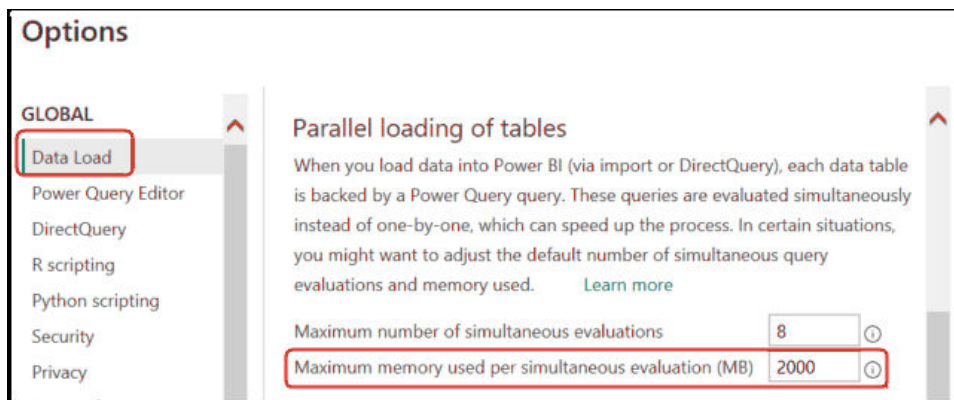 Options
GLOBAL
Data Load
Power Query Editor
DirectQuery
R scripting
Python scripting
Security
Privacy
Parallel loading of tables
When you load data into Power BI (via import or DirectQuery), each data table
is backed by a Power Query query. These queries are evaluated simultaneously
instead of one-by-one, which can speed up the process. In certain situations,
you might want to adjust the default number of simultaneous query
evaluations and memory used. Learn more
Maximum number of simultaneous evaluations 8
Maximum memory used per simultaneous evaluation (MB) 2000